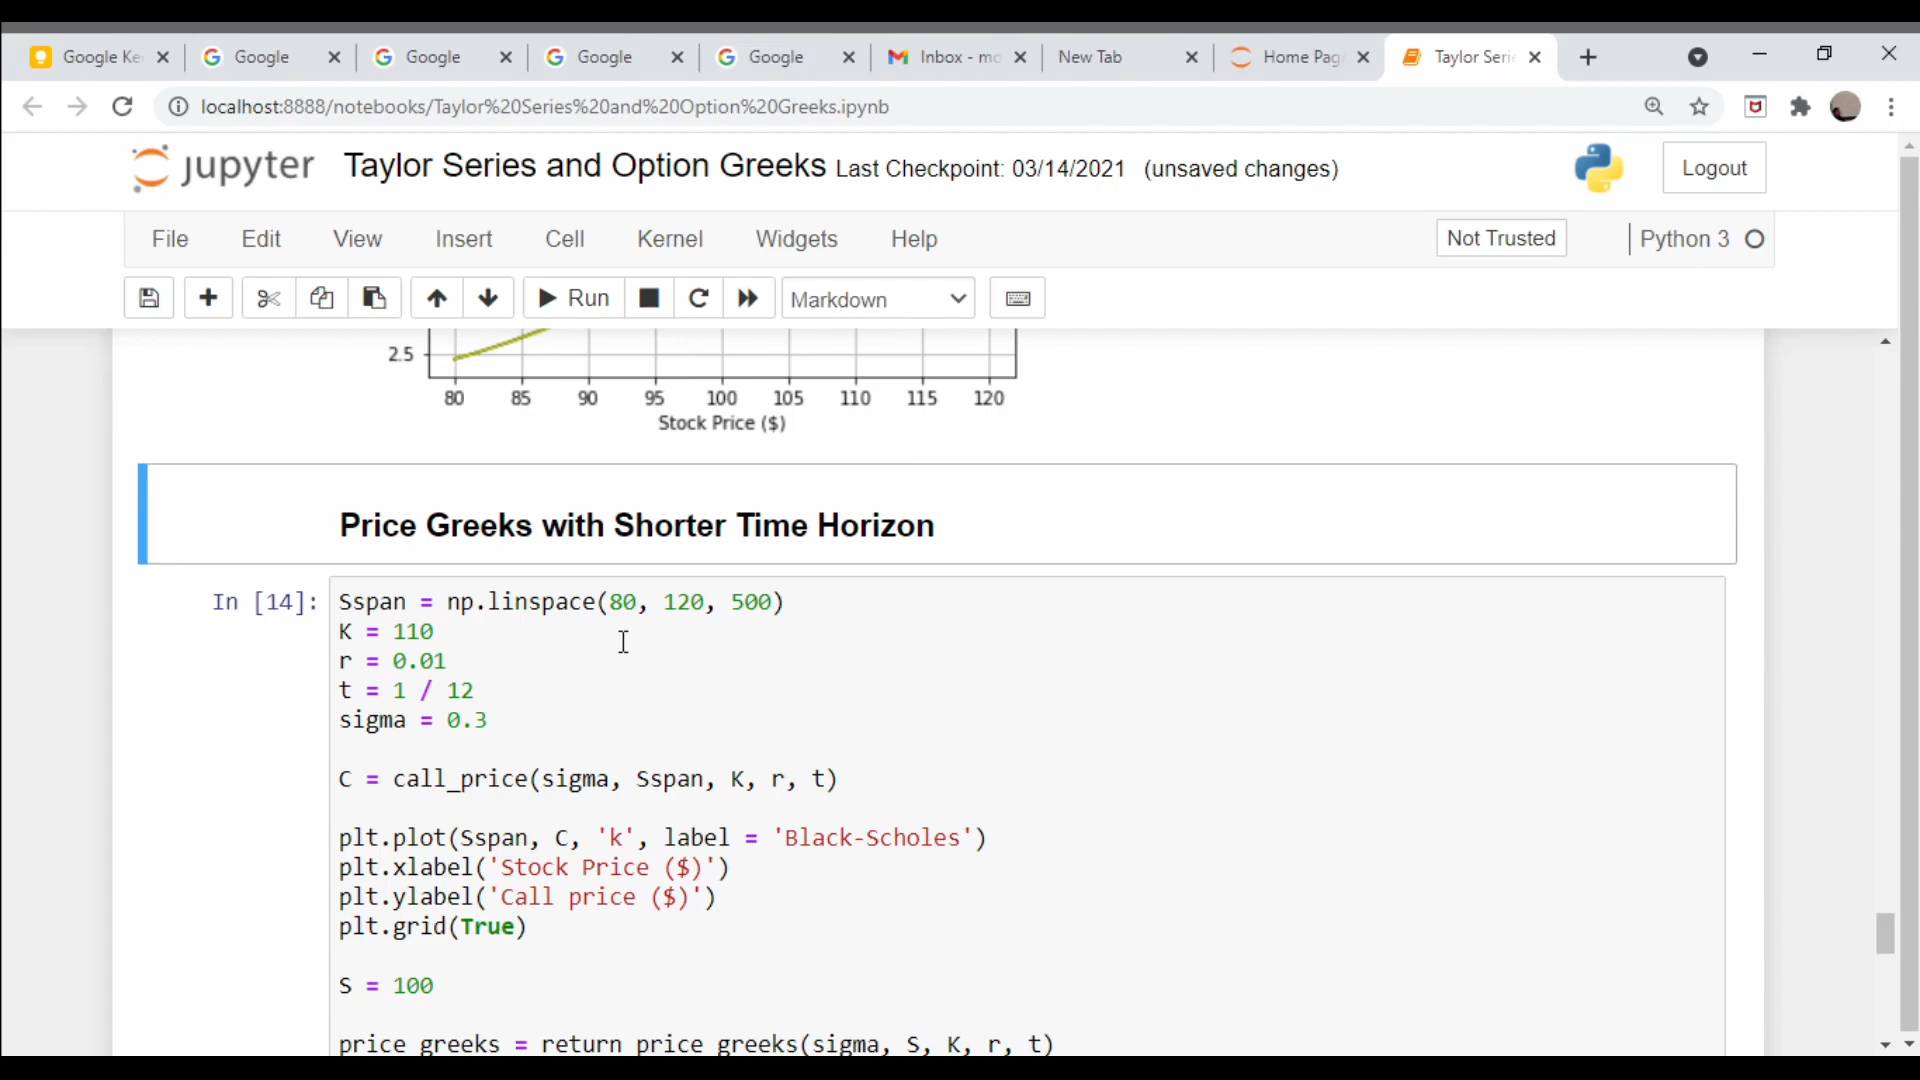 Google Ke
Google
Google
Google
Google
Inbox - mo
New Tab
Home Pag
Taylor Serie
localhost:8888/notebooks/Taylor%20Series%20and%20Option%20Greeks.ipynb
jupyter Taylor Series and Option Greeks Last Checkpoint: 03/14/2021 (unsaved changes)
Logout
File Edit View Insert Cell Kernel Widgets Help
Not Trusted
Python 3
Run
Markdown
2.5
80 85 90 95 100 105 110 115 120
Stock Price ($)
Price Greeks with Shorter Time Horizon
In [14]: Sspan = np.linspace(80, 120, 500)
K = 110
r = 0.01
t = 1 / 12
sigma = 0.3
C = call_price(sigma, Sspan, K, r, t)
plt.plot(Sspan, C, 'k', label = 'Black-Scholes')
plt.xlabel('Stock Price ($)')
plt.ylabel('Call price ($)')
plt.grid(True)
S = 100
price_greeks = return_price_greeks(sigma, S, K, r, t)